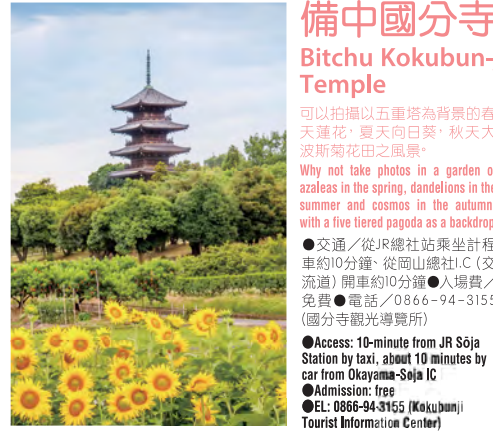 備中國分寺
Bitchu Kokubun-
Temple
可以拍攝以五重塔為背景的春
天蓮花，夏天向日葵，秋天大
波斯菊花田之風景。
Why not take photos in a garden o
azaleas in the spring, dandelions in the
summer and cosmos in the autumn
with a five tiered pagoda as a backdrop
●交通／從JR總社站乘坐計程
車約10分鐘、從岡山總社I.C（交
流道）開車約10分鐘●入場費／
免費●電話／0866-94-3155
（國分寺觀光導覽所）
●Access: 10-minute from JR Sōja
Station by taxi, about 10 minutes by
car from Okayama-Soja IC
●Admission: free
●EL: 0866-94-3155 (Kokubunji
Tourist Information Center)